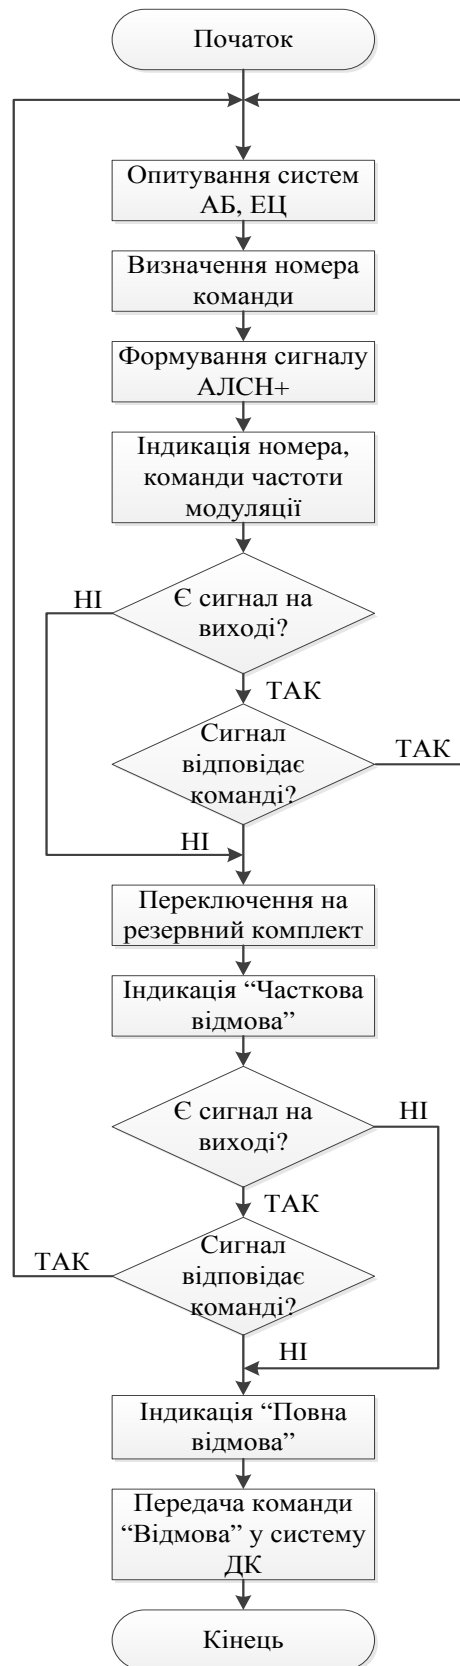 Початок
Опитування систем
АБ, ЕЦ
Визначення номера
команди
Формування сигналу
АЛСН+
Індикація номера,
команди частоти
модуляції
НІ
Є сигнал на
виході?
ТАК
Сигнал
відповідає
команді?
ТАК
НІ
Переключення на
резервний комплект
Індикація “Часткова
відмова”
Є сигнал на
виході?
НІ
ТАК
Сигнал
відповідає
команді?
ТАК
НІ
Індикація “Повна
відмова”
Передача команди
“Відмова” у систему
ДК
Кінець